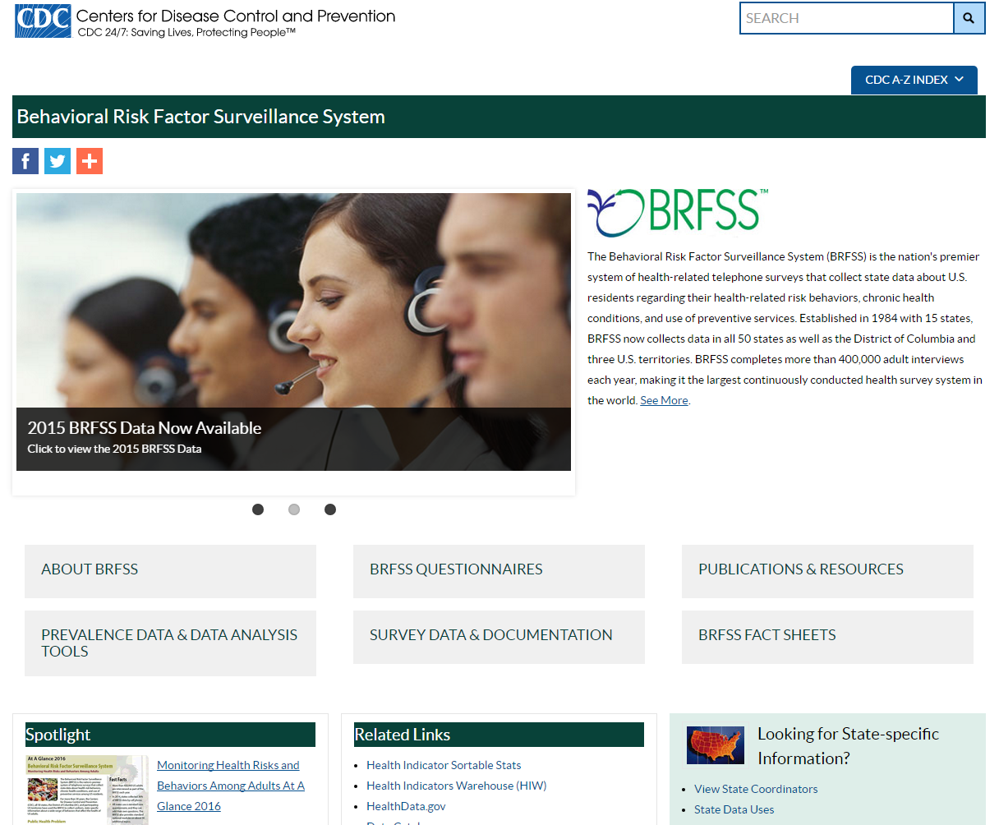 CDC Centers for Disease Control and Prevention
CDC 24/7: Saving Lives, Protecting People™
SEARCH
CDC A-Z INDEX
Behavioral Risk Factor Surveillance System
f
2015 BRFSS Data Now Available
Click to view the 2015 BRFSS Data
BRFSS™
The Behavioral Risk Factor Surveillance System (BRFSS) is the nation's premier
system of health-related telephone surveys that collect state data about U.S.
residents regarding their health-related risk behaviors, chronic health
conditions, and use of preventive services. Established in 1984 with 15 states,
BRFSS now collects data in all 50 states as well as the District of Columbia and
three U.S. territories. BRFSS completes more than 400,000 adult interviews
each year, making it the largest continuously conducted health survey system in
the world. See More.
ABOUT BRFSS
BRFSS QUESTIONNAIRES
PUBLICATIONS & RESOURCES
PREVALENCE DATA & DATA ANALYSIS
TOOLS
SURVEY DATA & DOCUMENTATION
BRFSS FACT SHEETS
Spotlight
At A Glance 2016
Behavioral Risk Factor Surveillance System
Monitoring Health Risks and Behaviors Among Adults
Fast Facts
Public Health Problem
Monitoring Health Risks and
Behaviors Among Adults At A
Glance 2016
Related Links
Health Indicator Sortable Stats
Health Indicators Warehouse (HIW)
HealthData.gov
Looking for State-specific
Information?
View State Coordinators
State Data Uses